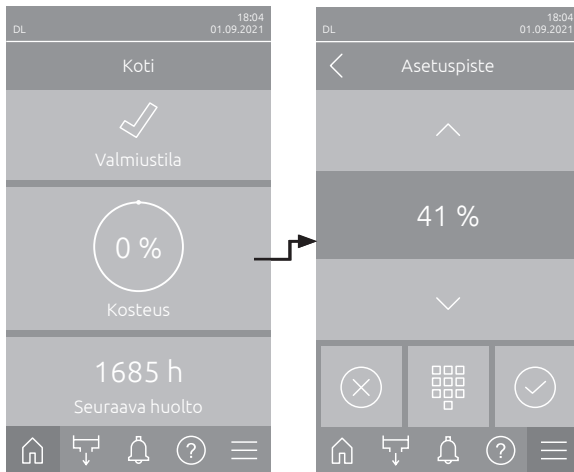 18:04
DL 01.09.2021
Koti
Valmiustila
0 %
Kosteus
1685 h
Seuraava huolto
?
18:04
DL 01.09.2021
Asetuspiste
41 %
?